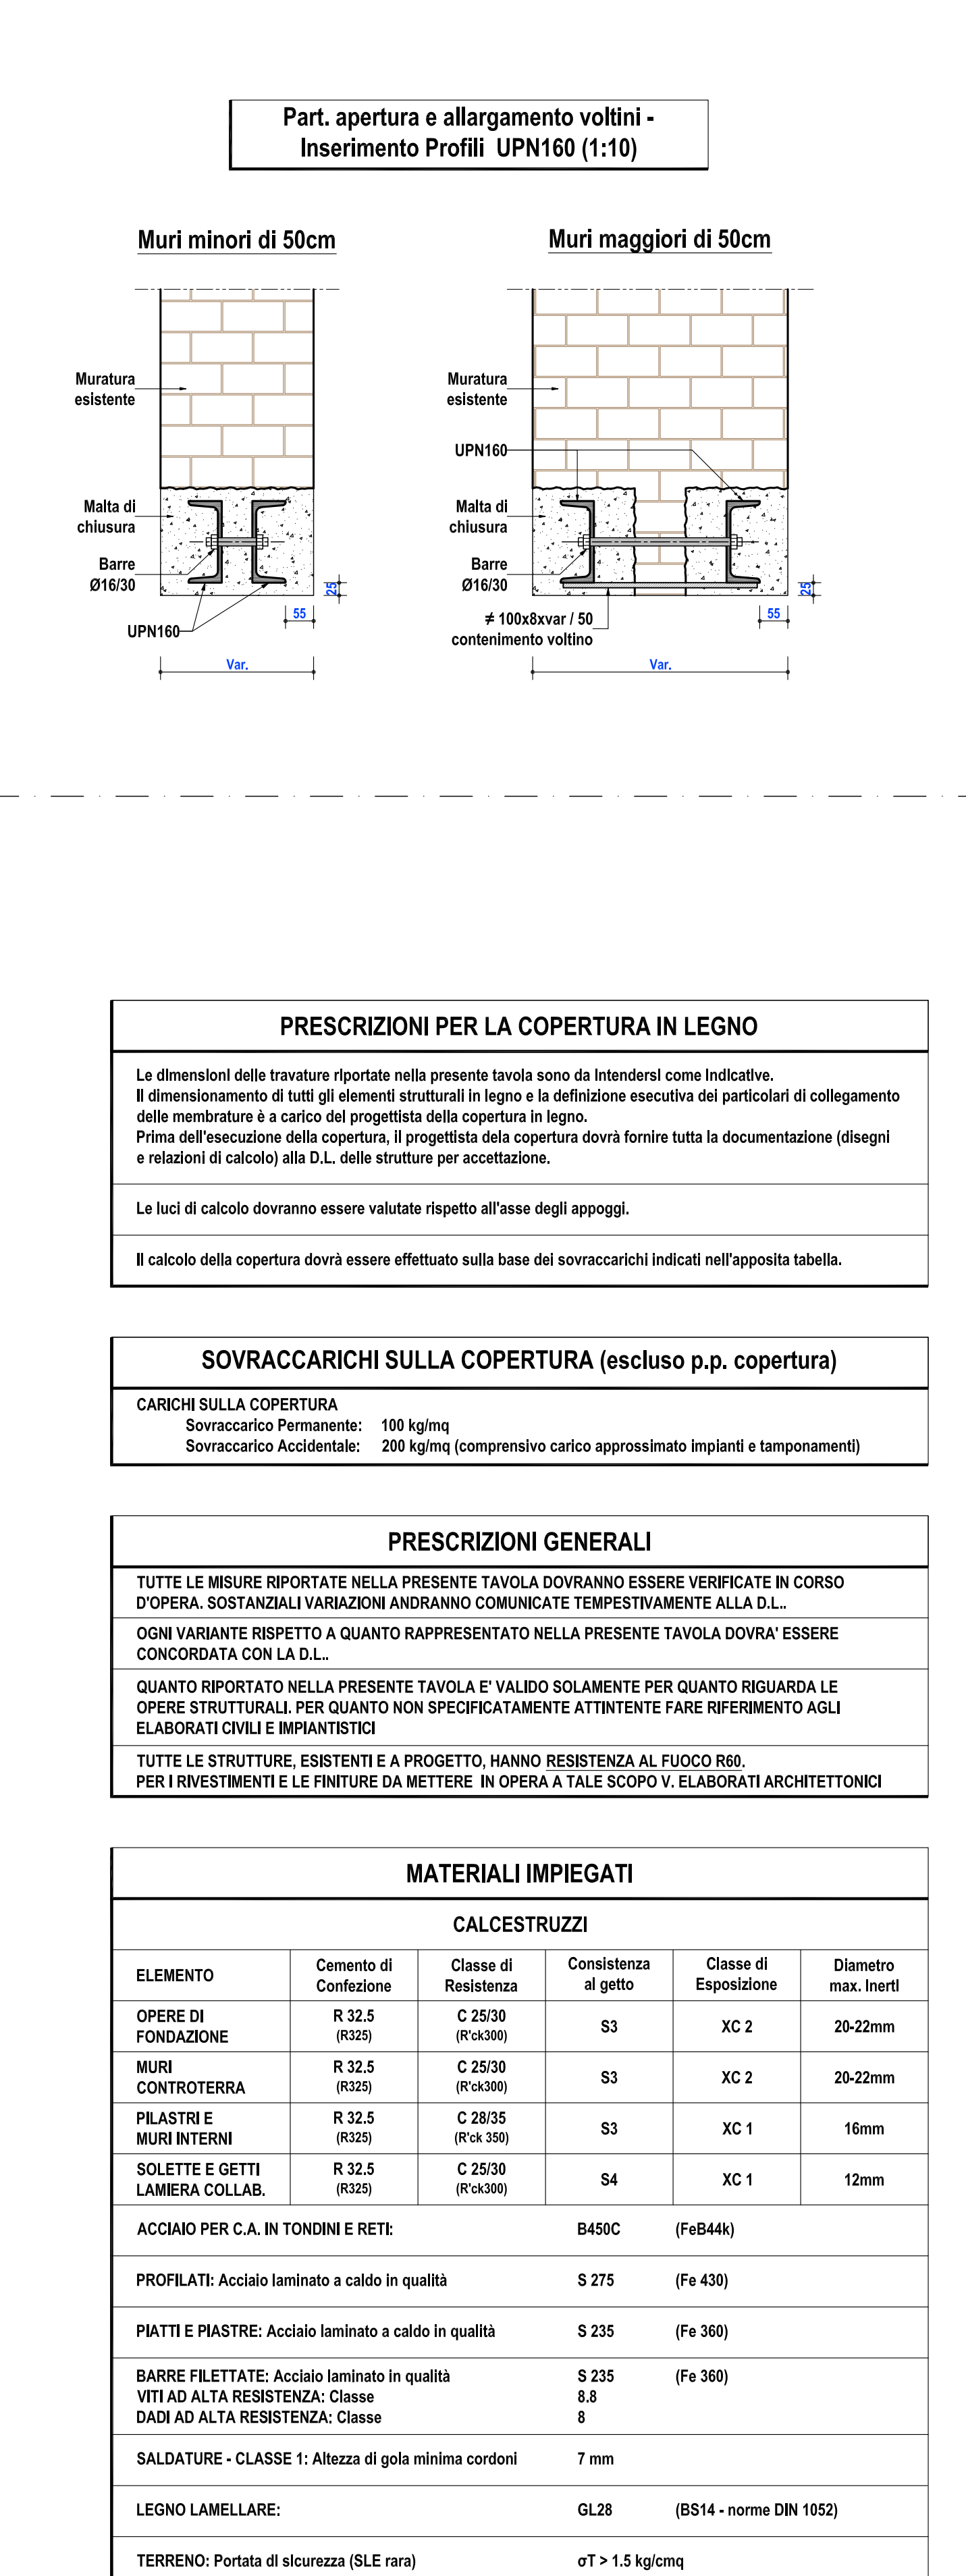 Part. apertura e allargamento voltini -
Inserimento Profili UPN160 (1:10)
Muri minori di 50cm
Muratura
esistente
Malta di
chiusura
Barre
Ø16/30
UPN160
25
55
Var.
Muri maggiori di 50cm
Muratura
esistente
UPN160
Malta di
chiusura
Barre
Ø16/30
≠ 100x8xvar / 50
contenimento voltino
25
55
Var.
PRESCRIZIONI PER LA COPERTURA IN LEGNO
Le dimensioni delle travature riportate nella presente tavola sono da intendersi come indicative.
Il dimensionamento di tutti gli elementi strutturali in legno e la definizione esecutiva dei particolari di collegamento
delle membrature è a carico del progettista della copertura in legno.
Prima dell'esecuzione della copertura, il progettista dela copertura dovrà fornire tutta la documentazione (disegni
e relazioni di calcolo) alla D.L. delle strutture per accettazione.
Le luci di calcolo dovranno essere valutate rispetto all'asse degli appoggi.
Il calcolo della copertura dovrà essere effettuato sulla base dei sovraccarichi indicati nell'apposita tabella.
SOVRACCARICHI SULLA COPERTURA (escluso p.p. copertura)
CARICHI SULLA COPERTURA
Sovraccarico Permanente: 100 kg/mq
Sovraccarico Accidentale: 200 kg/mq (comprensivo carico approssimato impianti e tamponamenti)
PRESCRIZIONI GENERALI
TUTTE LE MISURE RIPORTATE NELLA PRESENTE TAVOLA DOVRANNO ESSERE VERIFICATE IN CORSO
D'OPERA. SOSTANZIALI VARIAZIONI ANDRANNO COMUNICATE TEMPESTIVAMENTE ALLA D.L..
OGNI VARIANTE RISPETTO A QUANTO RAPPRESENTATO NELLA PRESENTE TAVOLA DOVRA' ESSERE
CONCORDATA CON LA D.L..
QUANTO RIPORTATO NELLA PRESENTE TAVOLA E' VALIDO SOLAMENTE PER QUANTO RIGUARDA LE
OPERE STRUTTURALI. PER QUANTO NON SPECIFICATAMENTE ATTINTENTE FARE RIFERIMENTO AGLI
ELABORATI CIVILI E IMPIANTISTICI
TUTTE LE STRUTTURE, ESISTENTI E A PROGETTO, HANNO RESISTENZA AL FUOCO R60.
PER I RIVESTIMENTI E LE FINITURE DA METTERE IN OPERA A TALE SCOPO V. ELABORATI ARCHITETTONICI
MATERIALI IMPIEGATI
CALCESTRUZZI
ELEMENTO
Cemento di
Confezione
Classe di
Resistenza
Consistenza
al getto
Classe di
Esposizione
Diametro
max. Inerti
OPERE DI
FONDAZIONE
R 32.5
(R325)
C 25/30
(R'ck300)
S3
XC 2
20-22mm
MURI
CONTROTERRA
R 32.5
(R325)
C 25/30
(R'ck300)
S3
XC 2
20-22mm
PILASTRI E
MURI INTERNI
R 32.5
(R325)
C 28/35
(R'ck 350)
S3
XC 1
16mm
SOLETTE E GETTI
LAMIERA COLLAB.
R 32.5
(R325)
C 25/30
(R'ck300)
S4
XC 1
12mm
ACCIAIO PER C.A. IN TONDINI E RETI: B450C (FeB44k)
PROFILATI: Acciaio laminato a caldo in qualità S 275 (Fe 430)
PIATTI E PIASTRE: Acciaio laminato a caldo in qualità S 235 (Fe 360)
BARRE FILETTATE: Acciaio laminato in qualità S 235 (Fe 360)
VITI AD ALTA RESISTENZA: Classe 8.8
DADI AD ALTA RESISTENZA: Classe 8
SALDATURE - CLASSE 1: Altezza di gola minima cordoni 7 mm
LEGNO LAMELLARE: GL28 (BS14 - norme DIN 1052)
TERRENO: Portata di sicurezza (SLE rara) σT > 1.5 kg/cmq